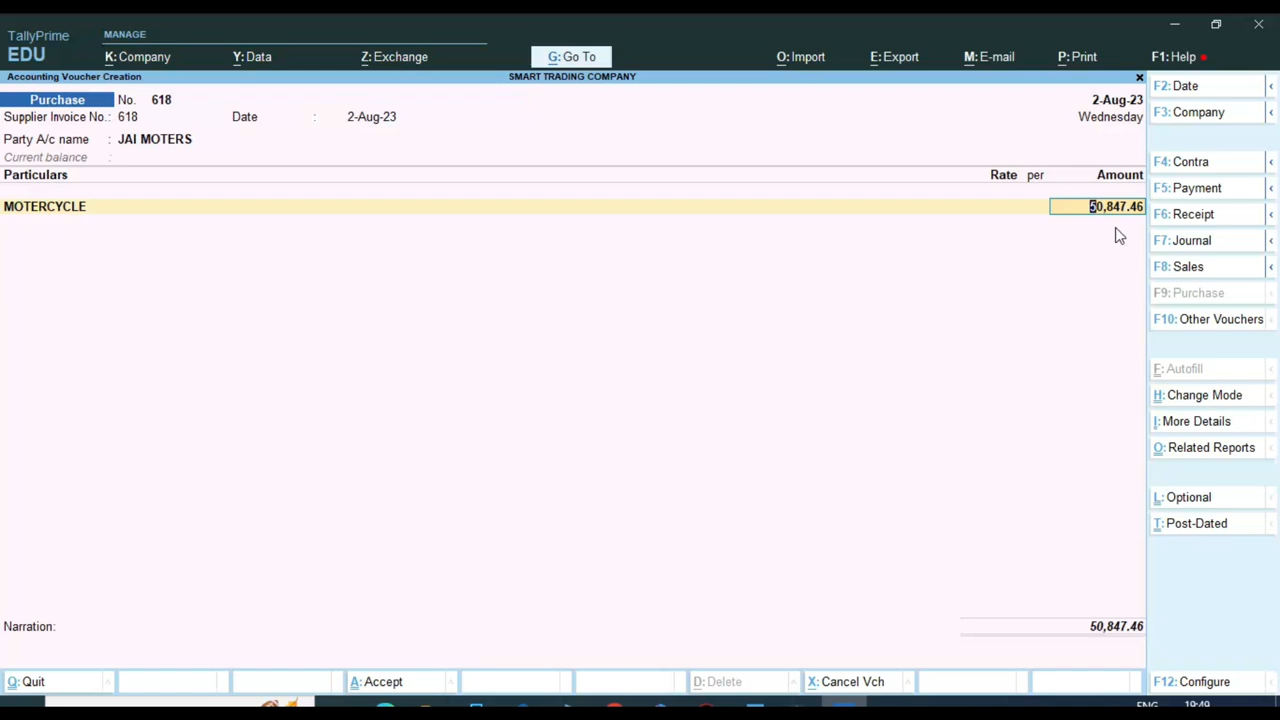 TallyPrime
EDU
MANAGE
K: Company
Y: Data
Z: Exchange
G: Go To
O: Import
E: Export
M: E-mail
P: Print
F1: Help
Accounting Voucher Creation
SMART TRADING COMPANY
×
Purchase No. 618
2-Aug-23
Supplier Invoice No.: 618 Date : 2-Aug-23
Wednesday
Party A/c name : JAI MOTERS
Current balance :
Particulars Rate per Amount
MOTERCYCLE 50,847.46
Narration: 50,847.46
F2: Date
F3: Company
F4: Contra
F5: Payment
F6: Receipt
F7: Journal
F8: Sales
F9: Purchase
F10: Other Vouchers
F: Autofill
H: Change Mode
I: More Details
O: Related Reports
L: Optional
T: Post-Dated
Q: Quit
A: Accept
D: Delete
X: Cancel Vch
F12: Configure
ENG 19:49